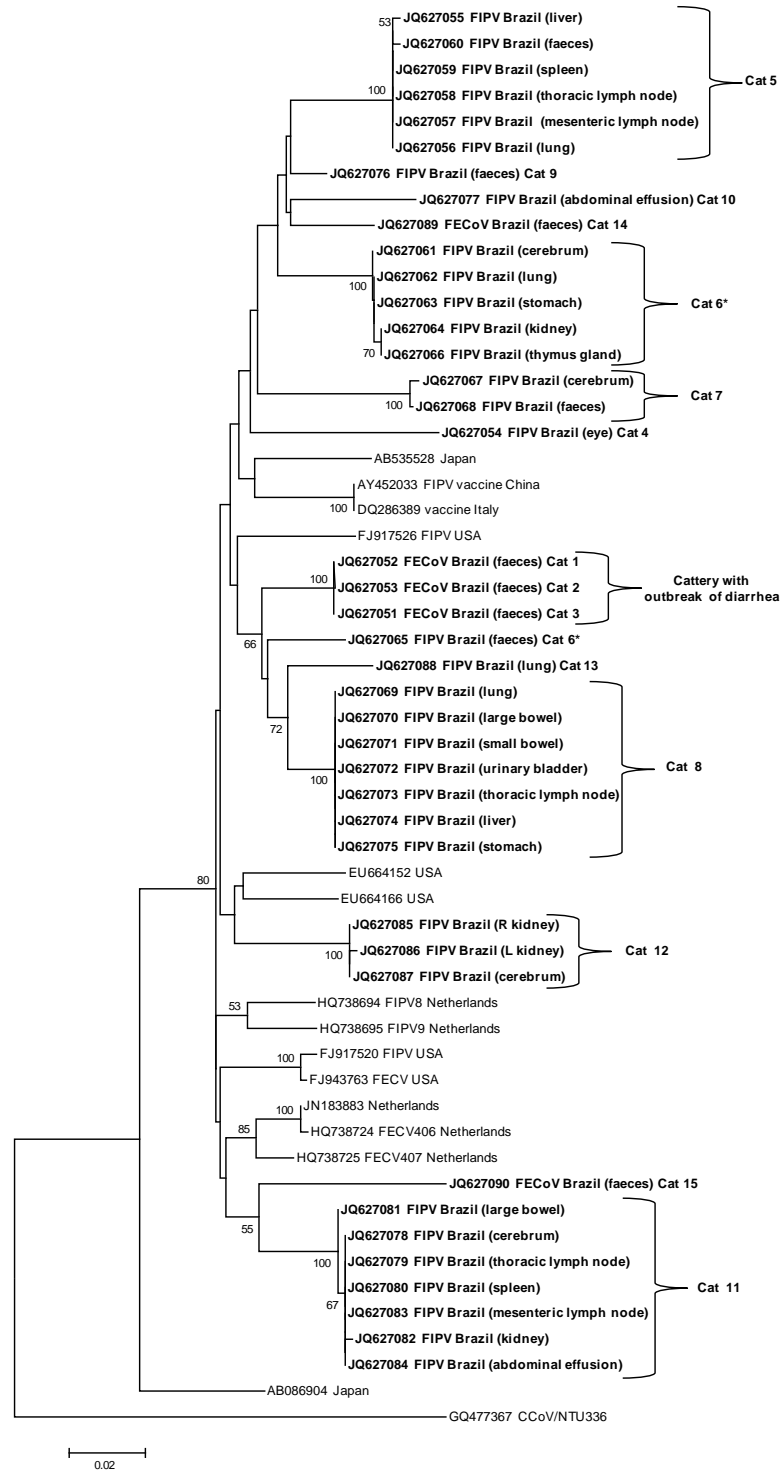 53
JQ627055 FIPV Brazil (liver)
JQ627060 FIPV Brazil (faeces)
JQ627059 FIPV Brazil (spleen)
100
JQ627058 FIPV Brazil (thoracic lymph node)
JQ627057 FIPV Brazil (mesenteric lymph node)
JQ627056 FIPV Brazil (lung)
Cat 5
JQ627076 FIPV Brazil (faeces) Cat 9
JQ627077 FIPV Brazil (abdominal effusion) Cat 10
JQ627089 FECoV Brazil (faeces) Cat 14
JQ627061 FIPV Brazil (cerebrum)
JQ627062 FIPV Brazil (lung)
100
JQ627063 FIPV Brazil (stomach)
JQ627064 FIPV Brazil (kidney)
70
JQ627066 FIPV Brazil (thymus gland)
Cat 6*
JQ627067 FIPV Brazil (cerebrum)
100
JQ627068 FIPV Brazil (faeces)
Cat 7
JQ627054 FIPV Brazil (eye) Cat 4
AB535528 Japan
AY452033 FIPV vaccine China
100
DQ286389 vaccine Italy
FJ917526 FIPV USA
JQ627052 FECoV Brazil (faeces) Cat 1
100
JQ627053 FECoV Brazil (faeces) Cat 2
JQ627051 FECoV Brazil (faeces) Cat 3
Cattery with
outbreak of diarrhea
66
JQ627065 FIPV Brazil (faeces) Cat 6*
JQ627088 FIPV Brazil (lung) Cat 13
72
JQ627069 FIPV Brazil (lung)
JQ627070 FIPV Brazil (large bowel)
JQ627071 FIPV Brazil (small bowel)
100
JQ627072 FIPV Brazil (urinary bladder)
JQ627073 FIPV Brazil (thoracic lymph node)
JQ627074 FIPV Brazil (liver)
JQ627075 FIPV Brazil (stomach)
Cat 8
80
EU664152 USA
EU664166 USA
JQ627085 FIPV Brazil (R kidney)
100
JQ627086 FIPV Brazil (L kidney)
JQ627087 FIPV Brazil (cerebrum)
Cat 12
53
HQ738694 FIPV8 Netherlands
HQ738695 FIPV9 Netherlands
100
FJ917520 FIPV USA
FJ943763 FECV USA
100
JN183883 Netherlands
85
HQ738724 FECV406 Netherlands
HQ738725 FECV407 Netherlands
JQ627090 FECoV Brazil (faeces) Cat 15
55
JQ627081 FIPV Brazil (large bowel)
JQ627078 FIPV Brazil (cerebrum)
100
JQ627079 FIPV Brazil (thoracic lymph node)
JQ627080 FIPV Brazil (spleen)
67
JQ627083 FIPV Brazil (mesenteric lymph node)
JQ627082 FIPV Brazil (kidney)
JQ627084 FIPV Brazil (abdominal effusion)
Cat 11
AB086904 Japan
GQ477367 CCoV/NTU336
0.02